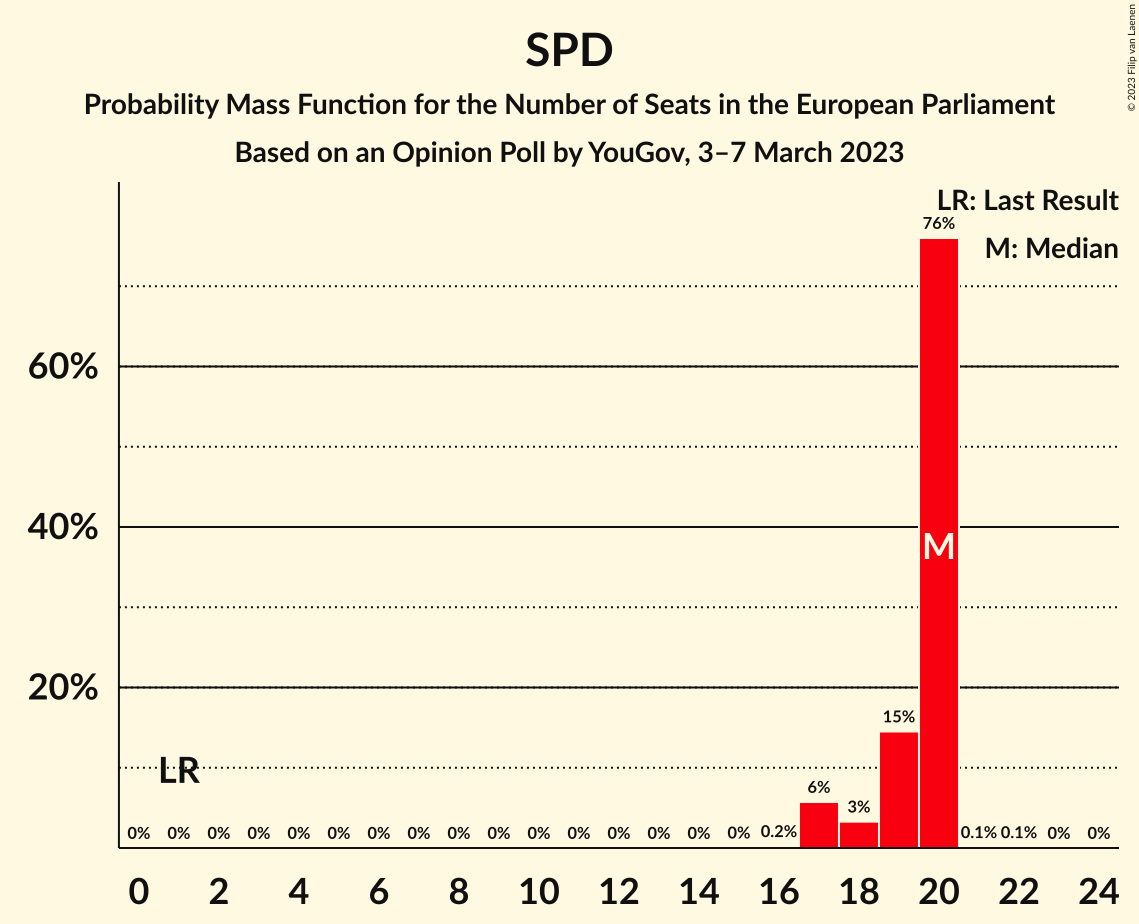 SPD
Probability Mass Function for the Number of Seats in the European Parliament
Based on an Opinion Poll by YouGov, 3–7 March 2023
© 2023 Filip van Laenen
LR: Last Result
76%
M: Median
60%
40%
M
20%
15%
LR
6%
3%
0% 0% 0% 0% 0% 0% 0% 0% 0% 0% 0% 0% 0% 0% 0% 0% 0.2% 0.1% 0.1% 0% 0%
0 2 4 6 8 10 12 14 16 18 20 22 24